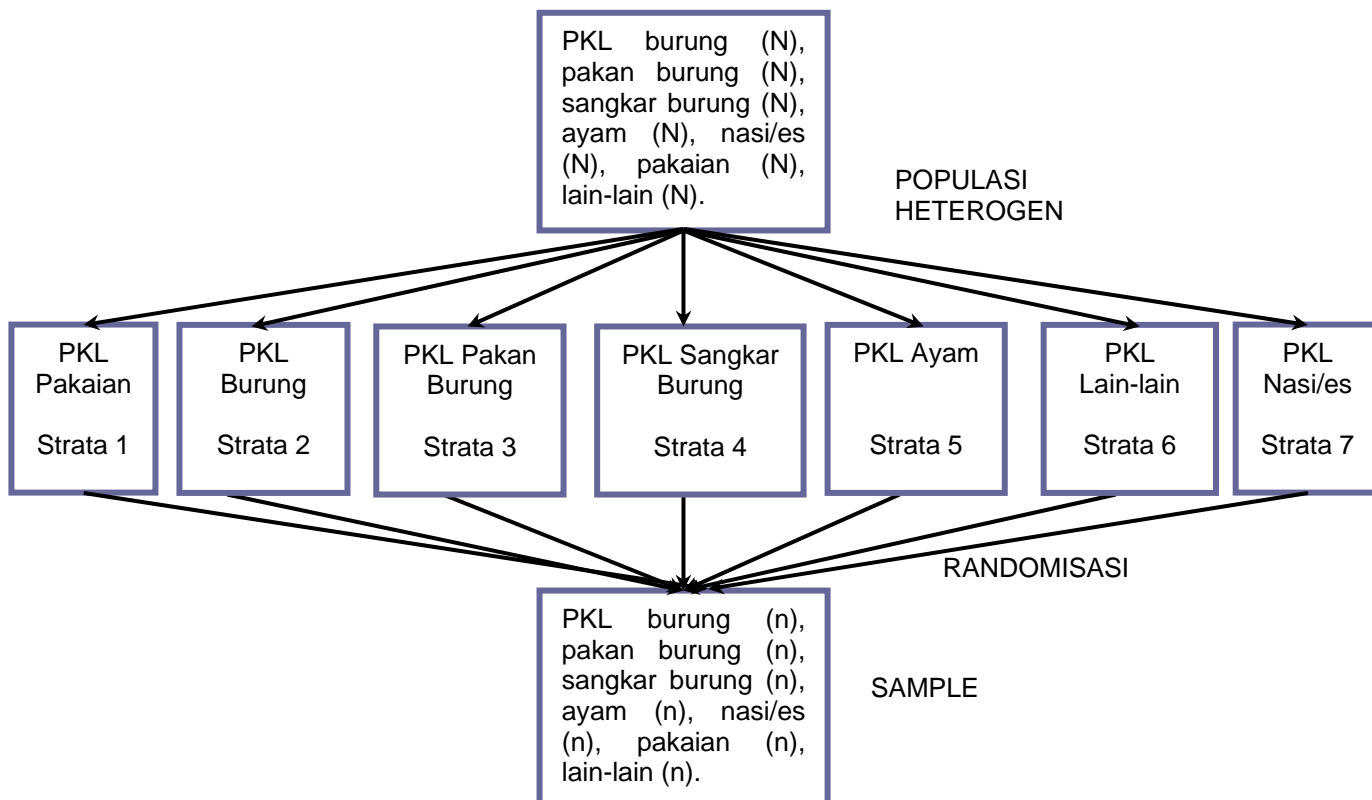 PKL burung (N),
pakan burung (N),
sangkar burung (N),
ayam (N), nasi/es
(N), pakaian (N),
lain-lain (N).
POPULASI
HETEROGEN
PKL
Pakaian
Strata 1
PKL
Burung
Strata 2
PKL Pakan
Burung
Strata 3
PKL Sangkar
Burung
Strata 4
PKL Ayam
Strata 5
PKL
Lain-lain
Strata 6
PKL
Nasi/es
Strata 7
RANDOMISASI
PKL burung (n),
pakan burung (n),
sangkar burung (n),
ayam (n), nasi/es
(n), pakaian (n),
lain-lain (n).
SAMPLE